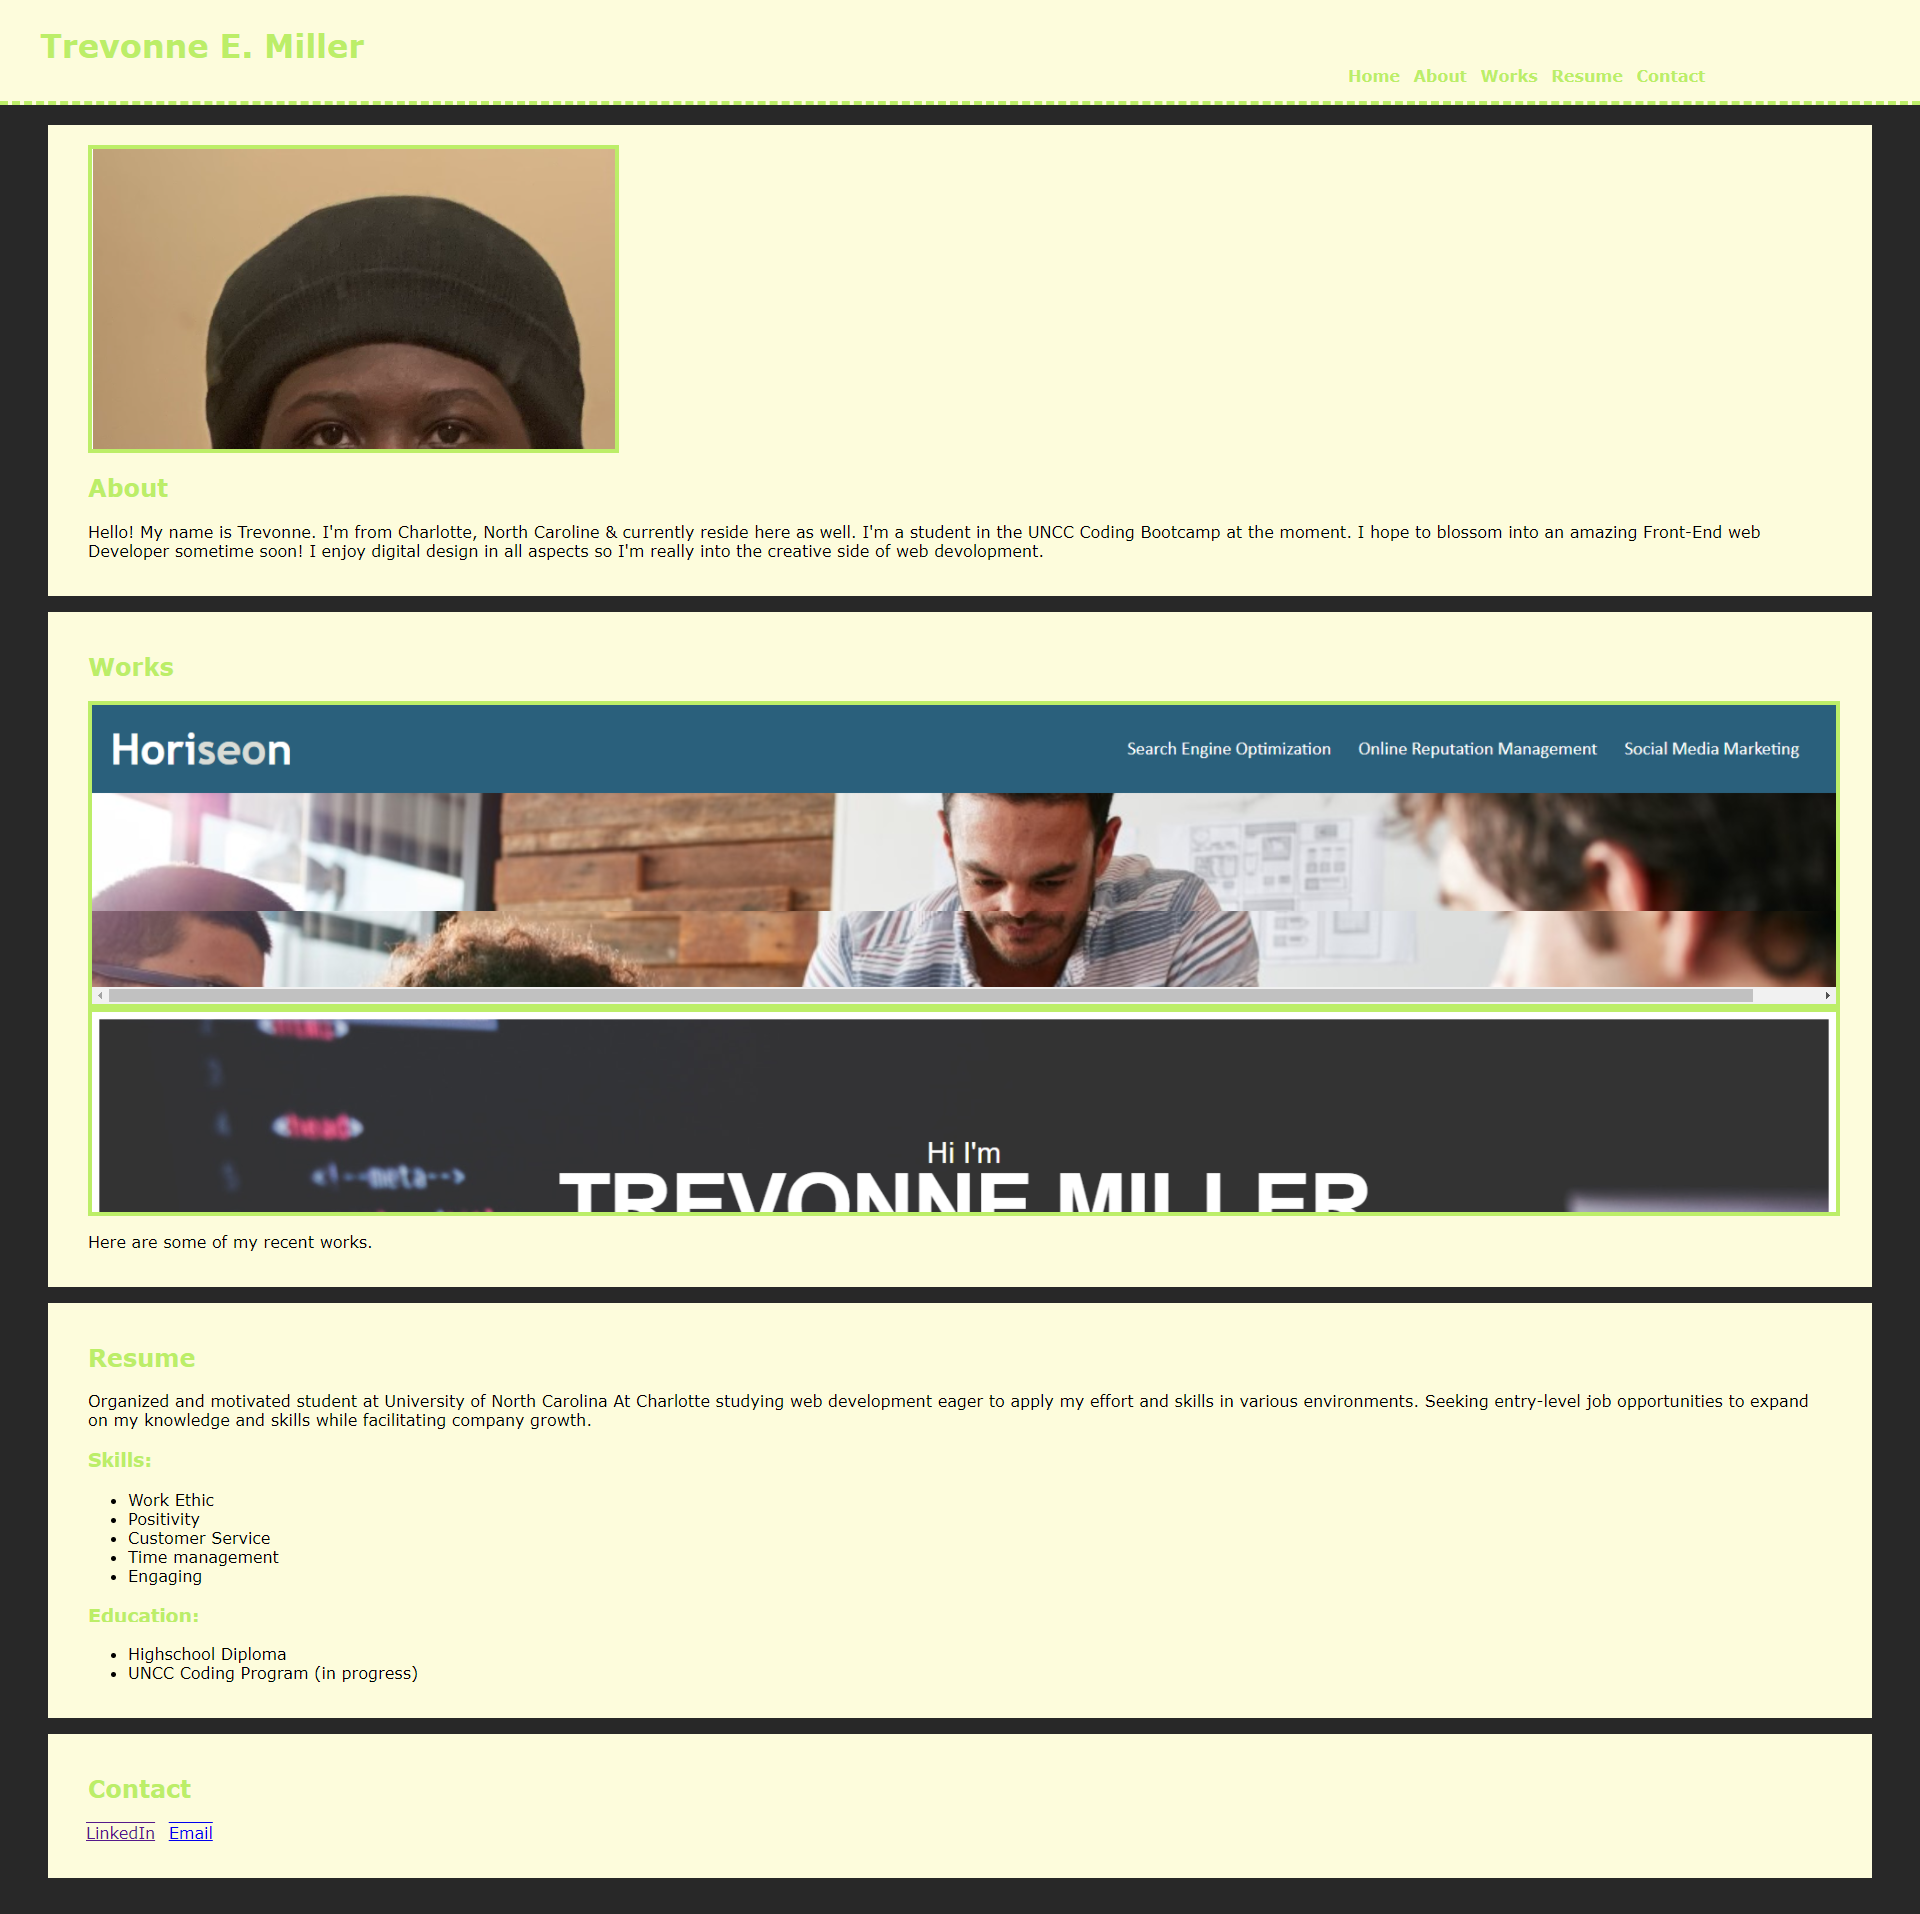 Trevonne E. Miller
Home About Works Resume Contact
About
Hello! My name is Trevonne. I'm from Charlotte, North Caroline & currently reside here as well. I'm a student in the UNCC Coding Bootcamp at the moment. I hope to blossom into an amazing Front-End web
Developer sometime soon! I enjoy digital design in all aspects so I'm really into the creative side of web devolopment.
Works
Horiseon
Search Engine Optimization Online Reputation Management Social Media Marketing
<head>
<!--meta-->
Hi I'm
TREVONNE MILLER
Here are some of my recent works.
Resume
Organized and motivated student at University of North Carolina At Charlotte studying web development eager to apply my effort and skills in various environments. Seeking entry-level job opportunities to expand
on my knowledge and skills while facilitating company growth.
Skills:
• Work Ethic
• Positivity
• Customer Service
• Time management
• Engaging
Education:
• Highschool Diploma
• UNCC Coding Program (in progress)
Contact
LinkedIn Email